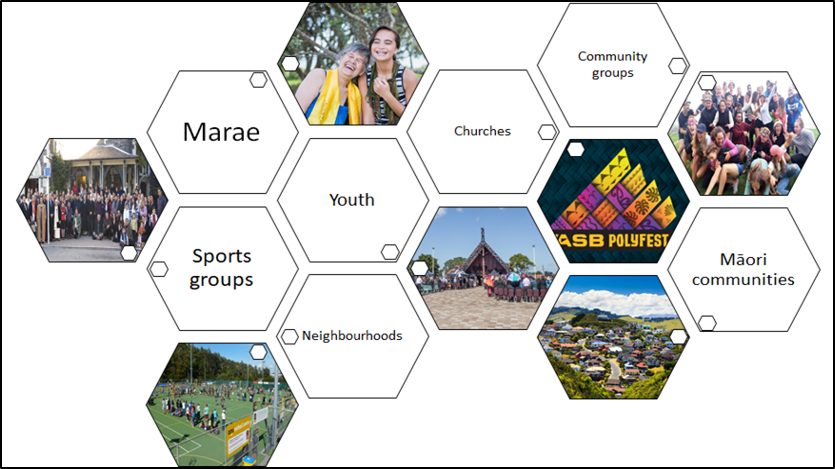 Community
groups
Marae
Churches
Youth
ASB POLYFEST
Sports
groups
Māori
communities
Neighbourhoods